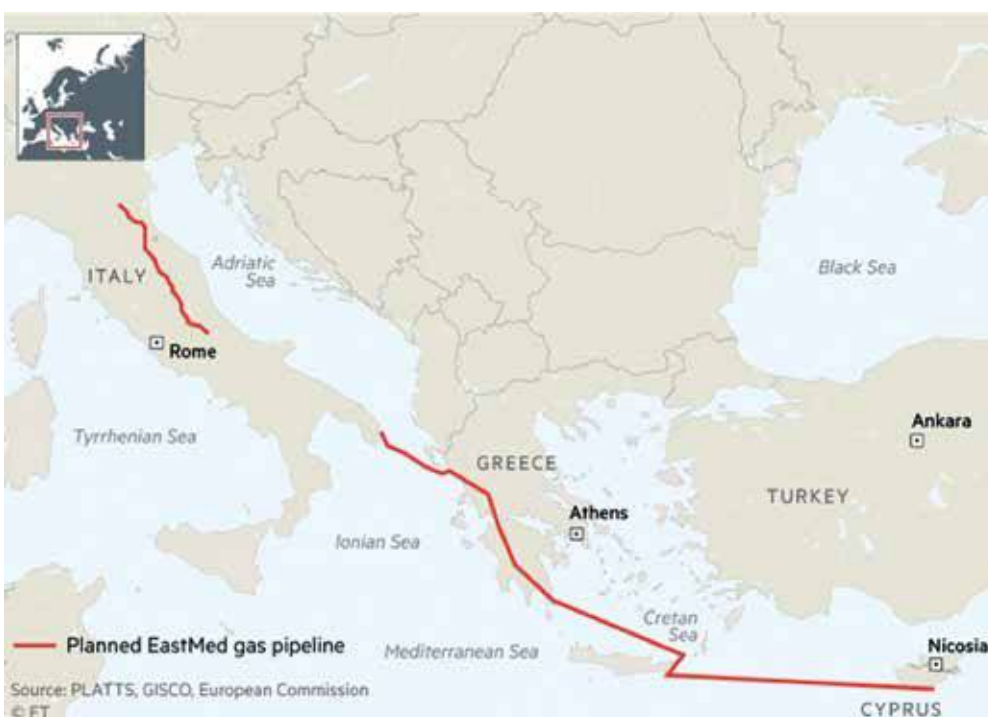 ITALY
Adriatic
Sea
Black Sea
Rome
Tyrrhenian Sea
Ankara
GREECE
TURKEY
Athens
Ionian Sea
Cretan
Sea
Planned EastMed gas pipeline
Mediterranean Sea
Nicosia
Source: PLATTS, GISCO, European Commission
© FT
CYPRUS